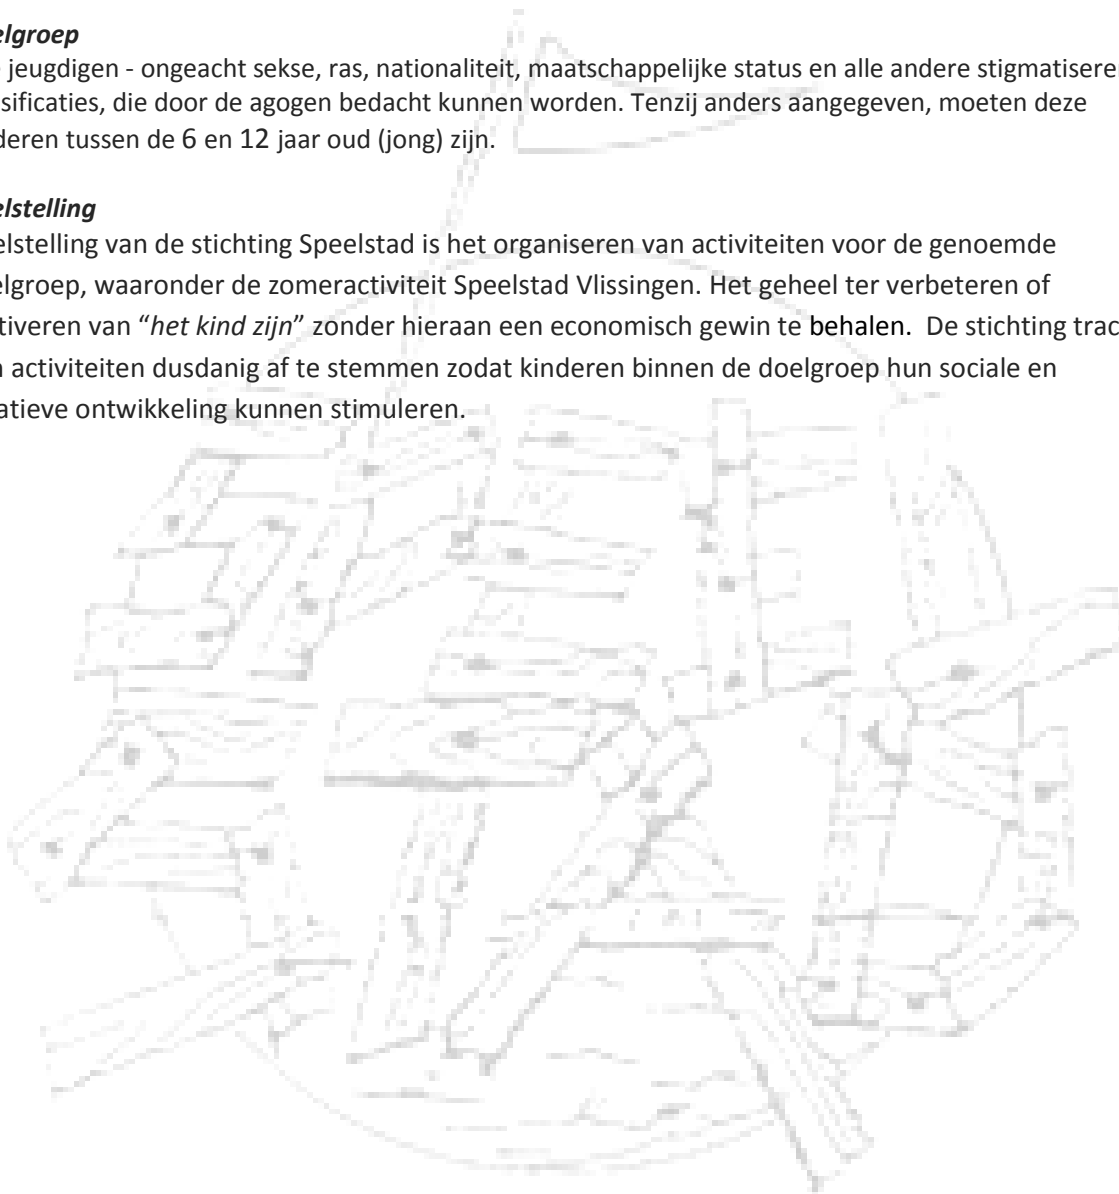 elgroep
jeugdigen - ongeacht sekse, ras, nationaliteit, maatschappelijke status en alle andere stigmatisere
sificaties, die door de agogen bedacht kunnen worden. Tenzij anders aangegeven, moeten deze
deren tussen de 6 en 12 jaar oud (jong) zijn.
elstelling
elstelling van de stichting Speelstad is het organiseren van activiteiten voor de genoemde
elgroep, waaronder de zomeractiviteit Speelstad Vlissingen. Het geheel ter verbeteren of
tiveren van “het kind zijn” zonder hieraan een economisch gewin te behalen. De stichting trac
activiteiten dusdanig af te stemmen zodat kinderen binnen de doelgroep hun sociale en
atieve ontwikkeling kunnen stimuleren.